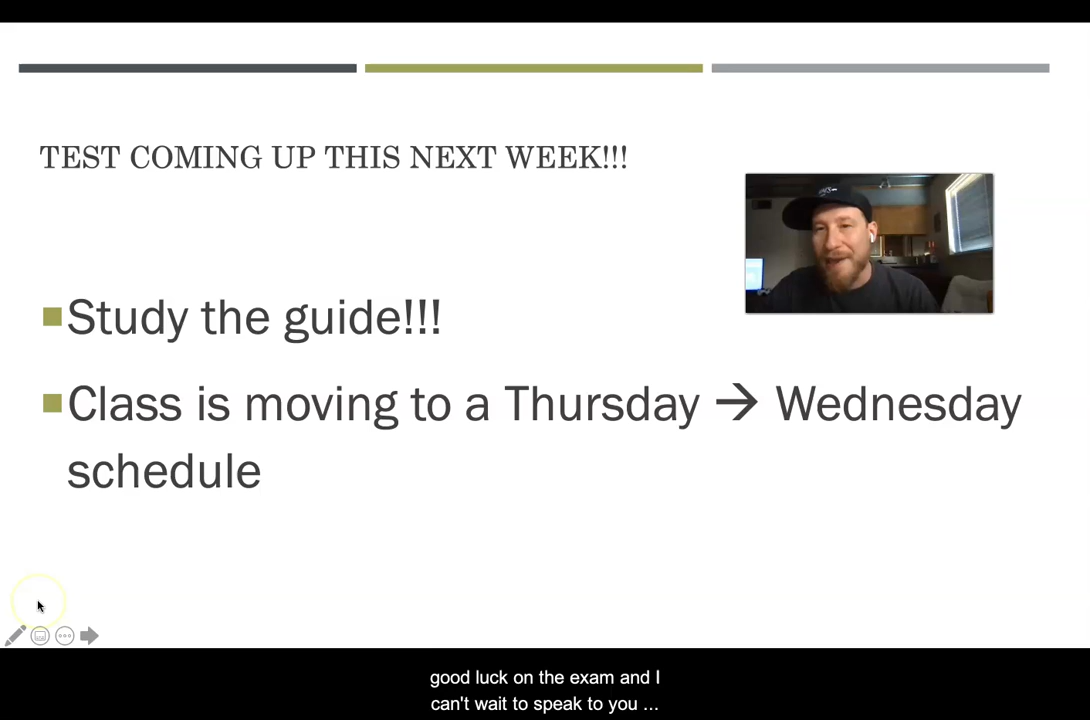 TEST COMING UP THIS NEXT WEEK!!!
Study the guide!!!
Class is moving to a Thursday → Wednesday
schedule
good luck on the exam and I
can't wait to speak to you ...